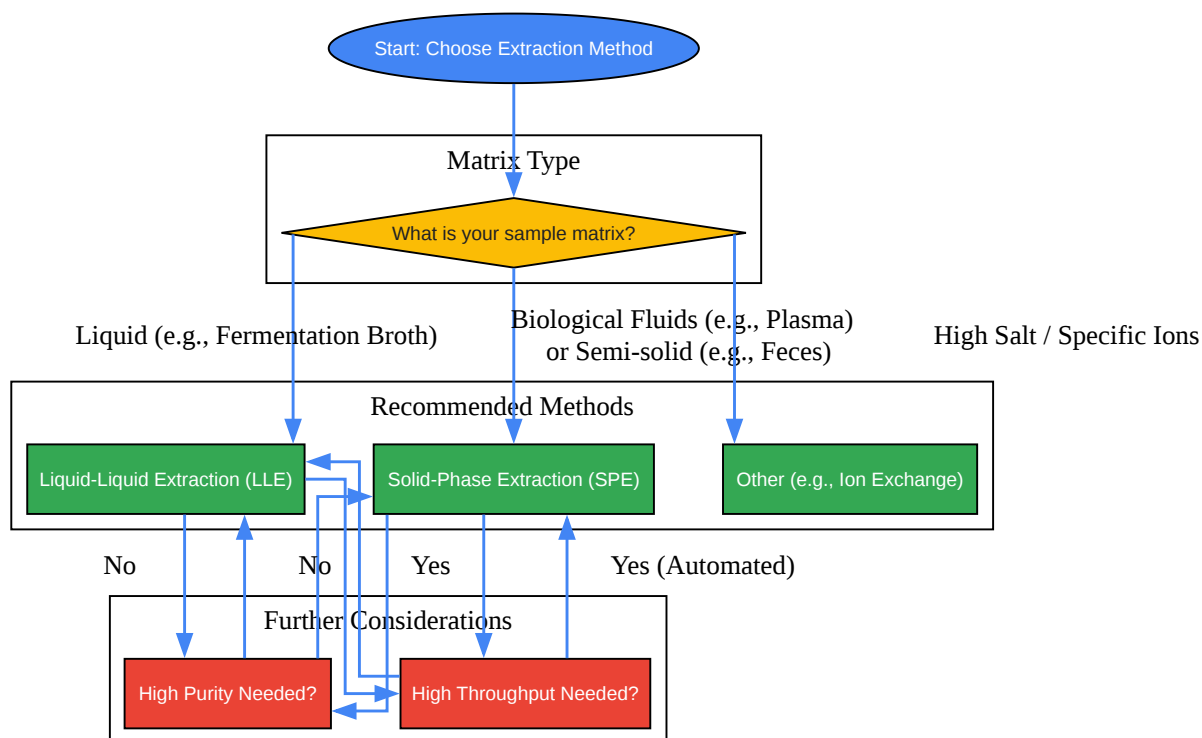 Start: Choose Extraction Method
Matrix Type
What is your sample matrix?
Liquid (e.g., Fermentation Broth)
Biological Fluids (e.g., Plasma)
or Semi-solid (e.g., Feces)
High Salt / Specific Ions
Recommended Methods
Liquid-Liquid Extraction (LLE)
Solid-Phase Extraction (SPE)
Other (e.g., Ion Exchange)
No
No
Yes
Yes (Automated)
Further Considerations
High Purity Needed?
High Throughput Needed?